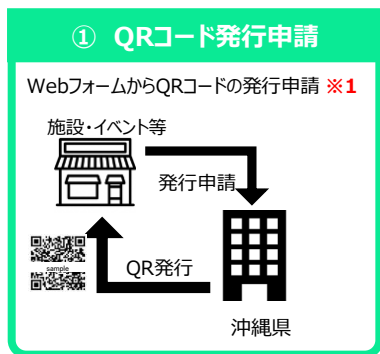 ① QRコード発行申請
WebフォームからQRコードの発行申請 ※1
施設・イベント等
発行申請
sample
QR発行
沖縄県